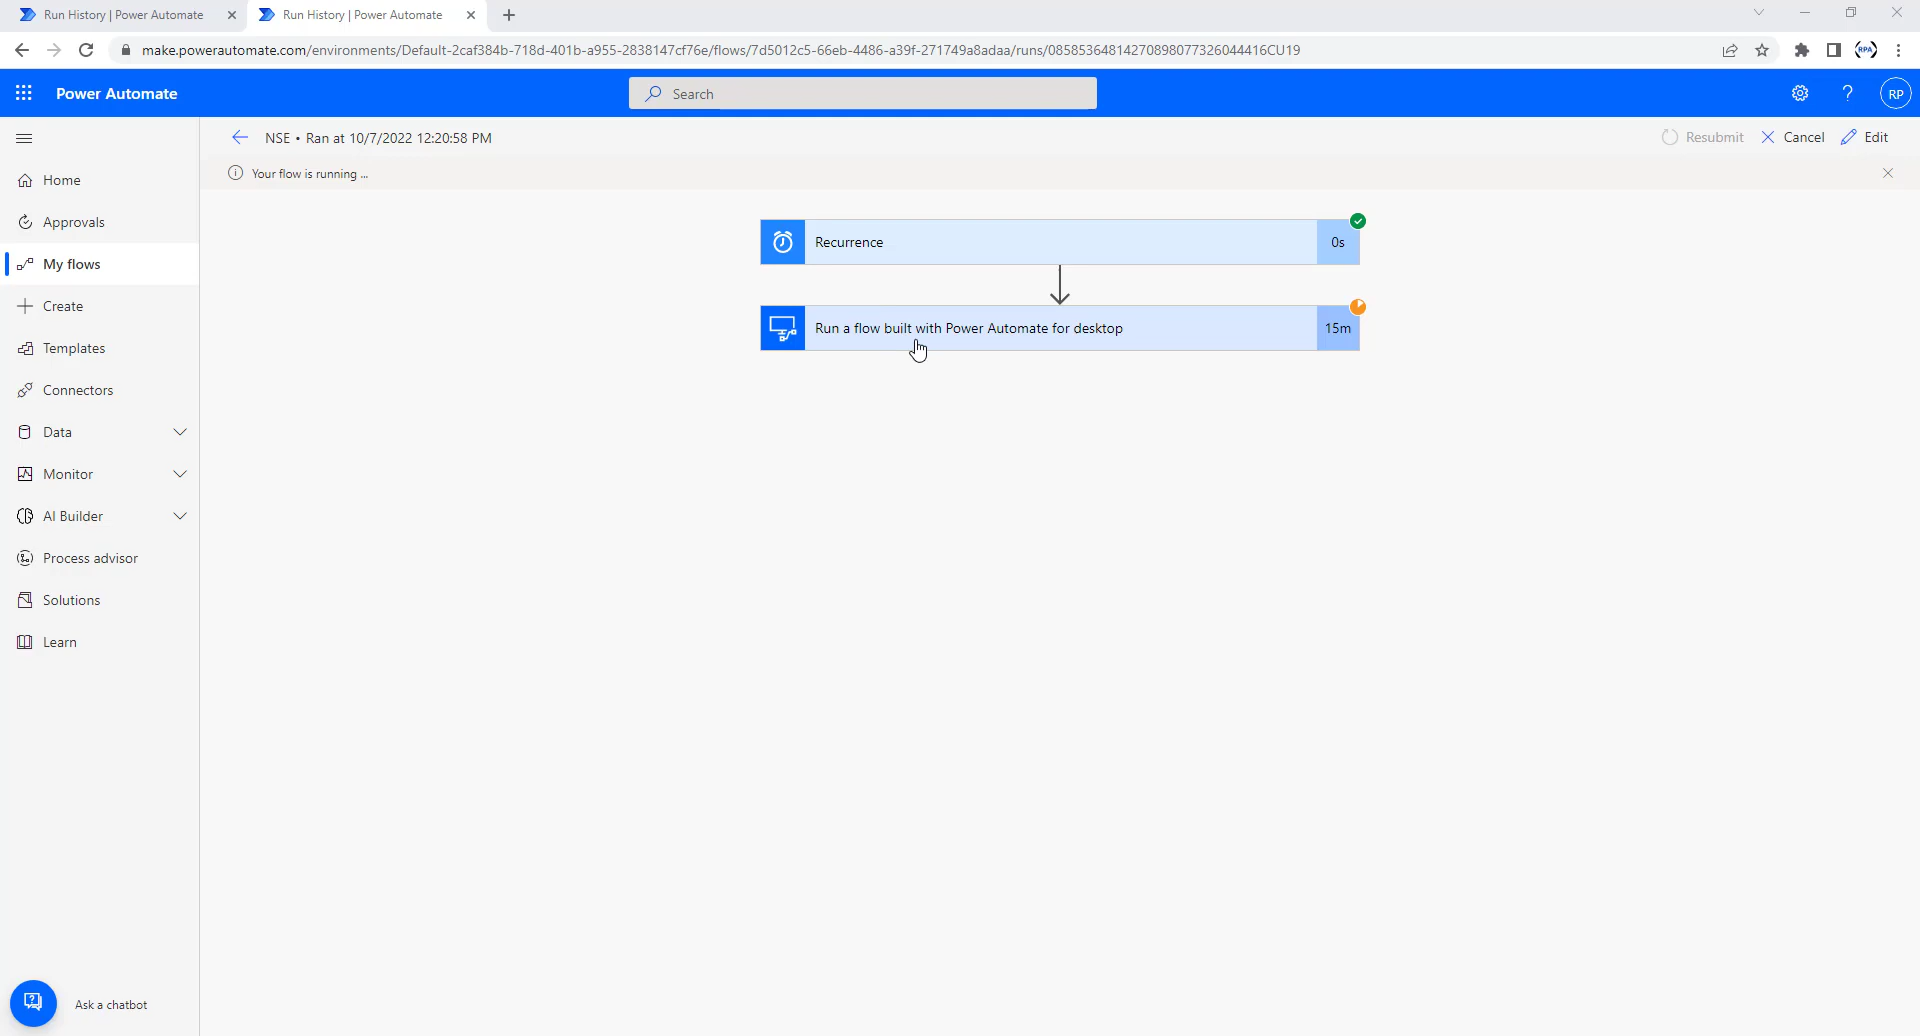 Run History | Power Automate
Run History | Power Automate
make.powerautomate.com/environments/Default-2caf384b-718d-401b-a955-2838147cf76e/flows/7d5012c5-66eb-4486-a39f-271749a8adaa/runs/08585364814270898077326044416CU19
RPA
Power Automate
Search
RP
NSE • Ran at 10/7/2022 12:20:58 PM
Resubmit
Cancel
Edit
Your flow is running ...
Home
Approvals
My flows
Create
Templates
Connectors
Data
Monitor
AI Builder
Process advisor
Solutions
Learn
Recurrence
0s
Run a flow built with Power Automate for desktop
15m
Ask a chatbot